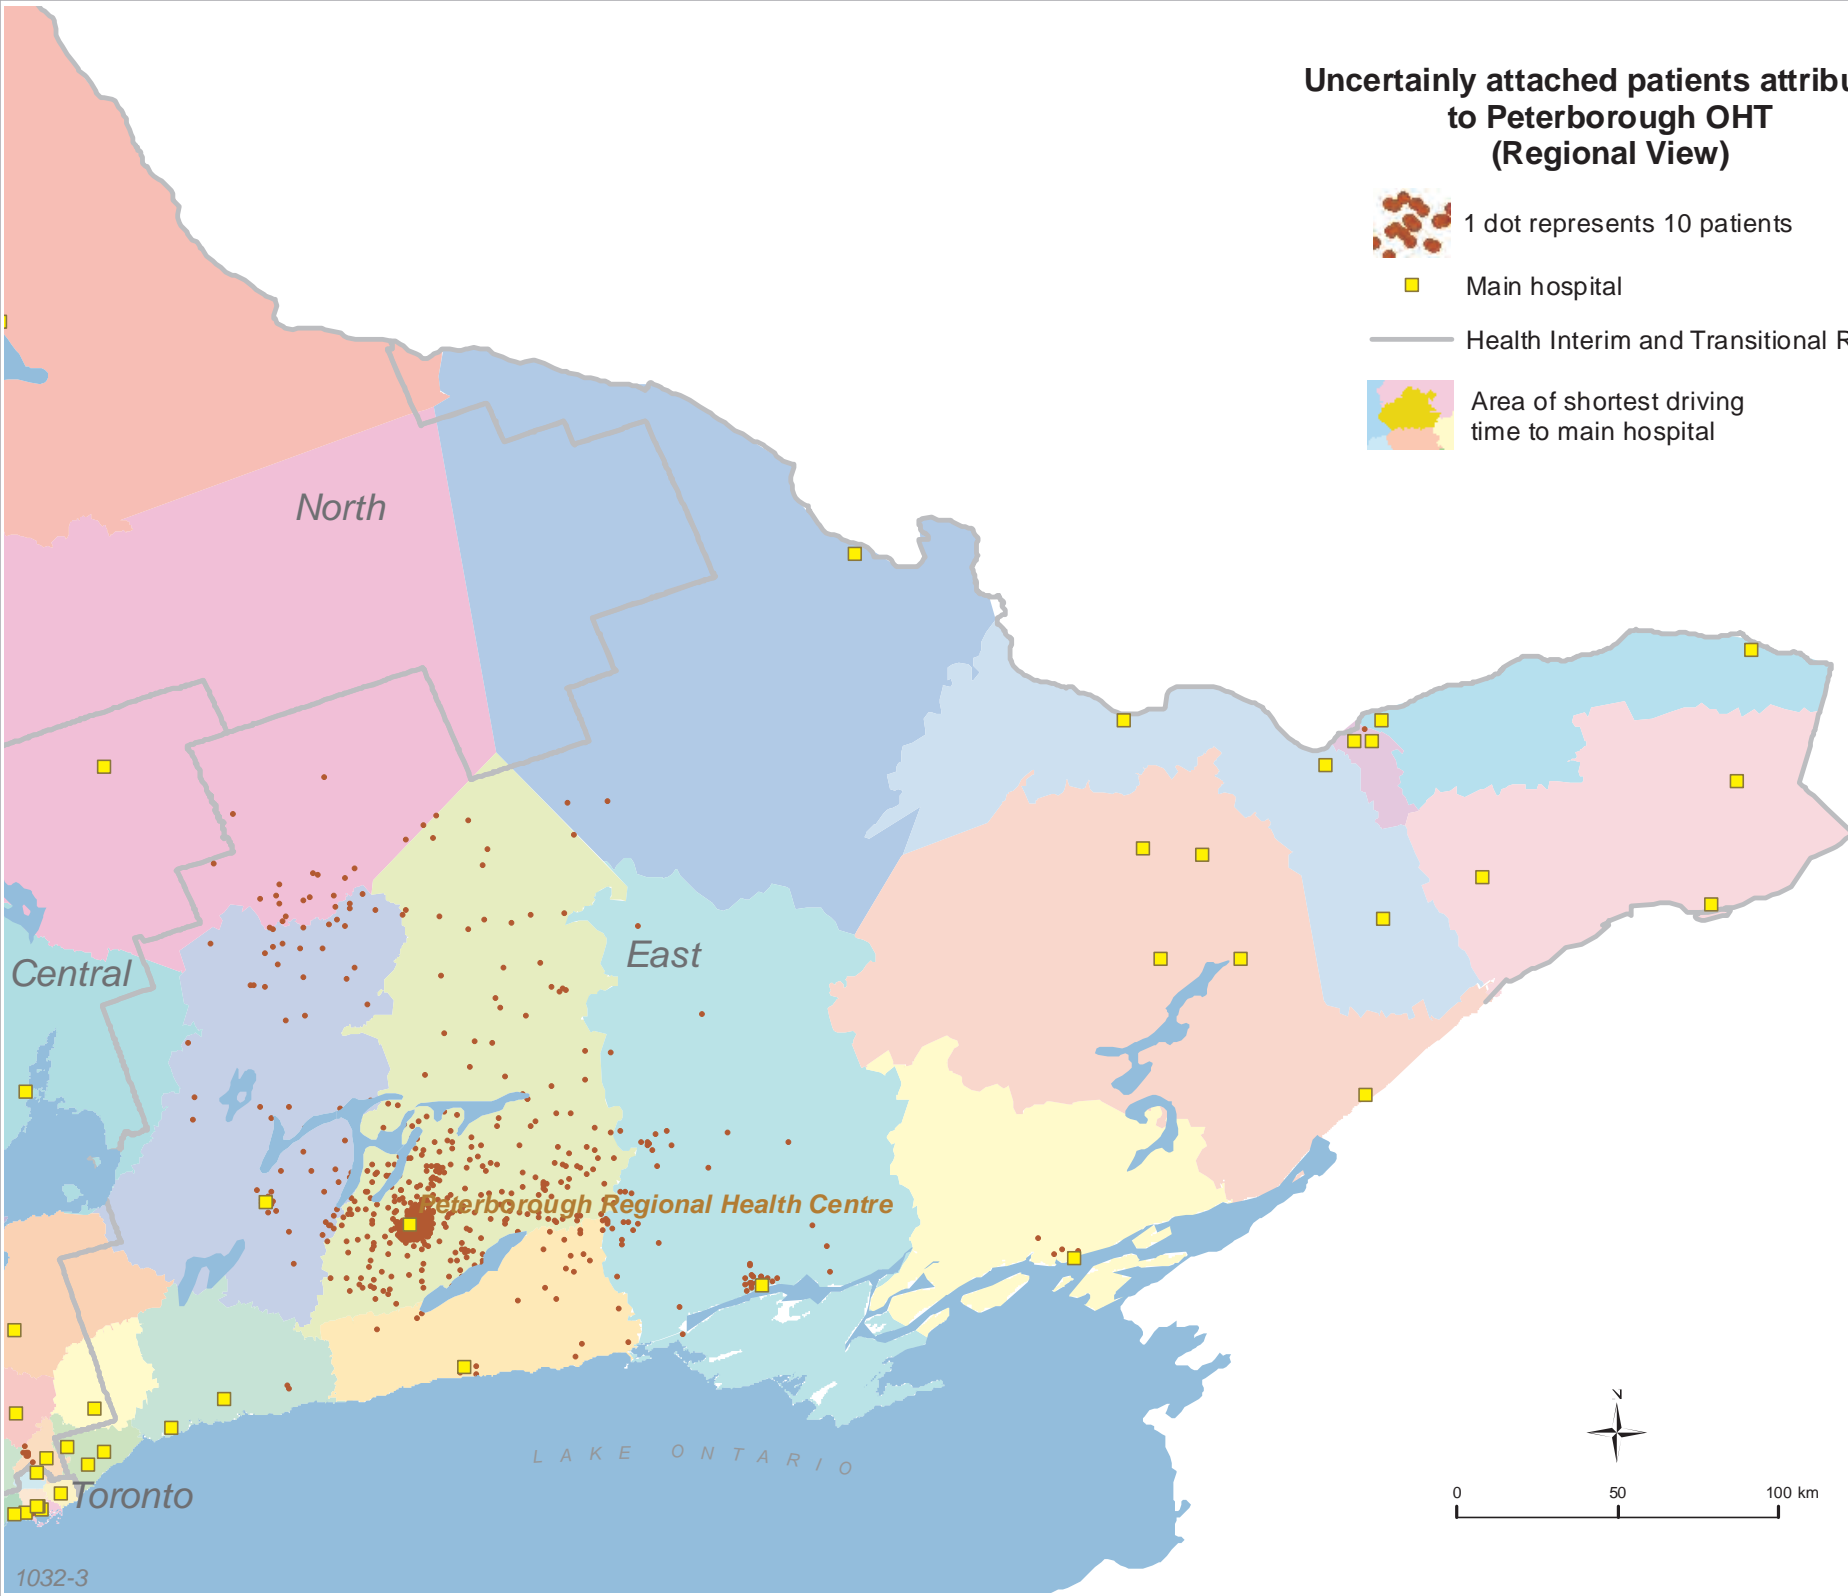 Uncertainly attached patients attribu
to Peterborough OHT
(Regional View)
1 dot represents 10 patients
Main hospital
Health Interim and Transitional R
Area of shortest driving
time to main hospital
North
East
Central
Peterborough Regional Health Centre
LAKE ONTARIO
Toronto
N
0 50 100 km
1032-3